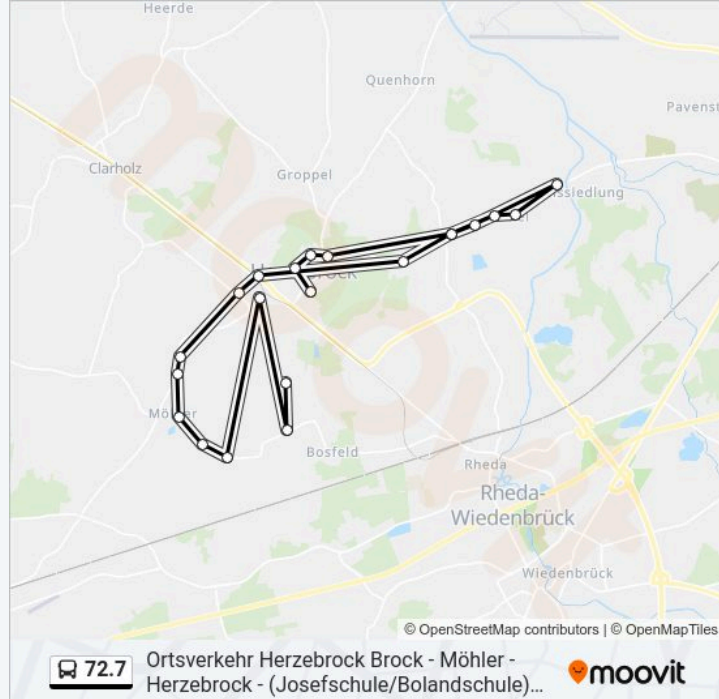 Heerde
Quenhorn
Pavenst
Clarholz
Groppel
ssiedlung
Möhler
Bosfeld
Rheda
Rheda-
Wiedenbrück
Wiedenbrück
© OpenStreetMap contributors | © OpenMapTiles
72.7
Ortsverkehr Herzebrock Brock - Möhler -
Herzebrock - (Josefschule/Bolandschule)...
moovit